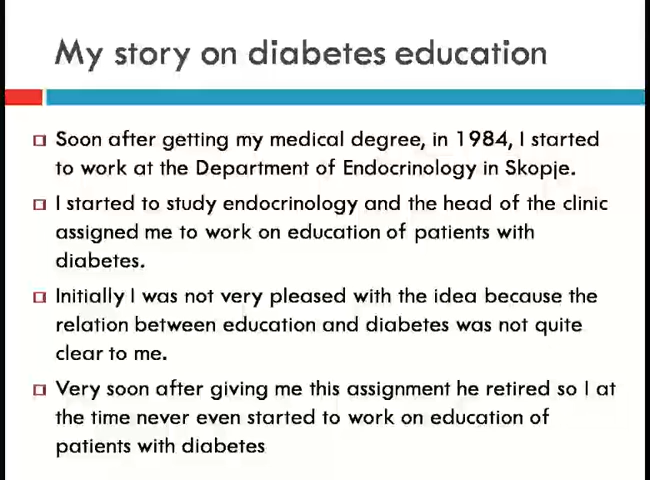 My story on diabetes education
Soon after getting my medical degree, in 1984, I started
to work at the Department of Endocrinology in Skopje.
I started to study endocrinology and the head of the clinic
assigned me to work on education of patients with
diabetes.
Initially I was not very pleased with the idea because the
relation between education and diabetes was not quite
clear to me.
Very soon after giving me this assignment he retired so I at
the time never even started to work on education of
patients with diabetes